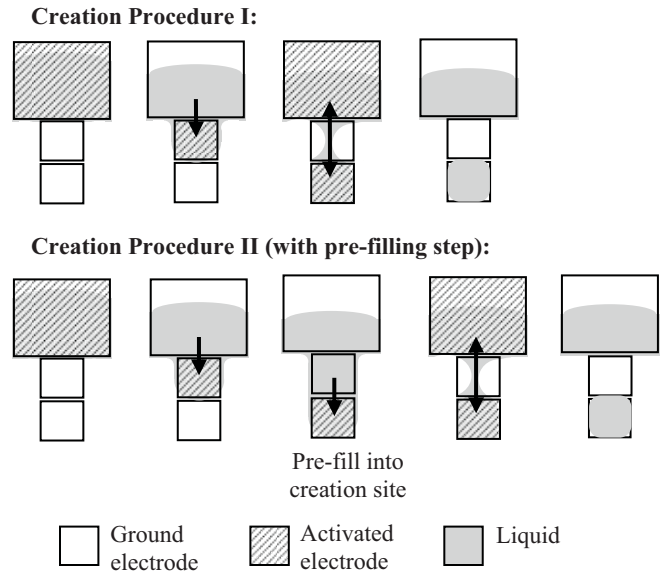 Creation Procedure I:
Creation Procedure II (with pre-filling step):
Pre-fill into
creation site
Ground
electrode
Activated
electrode
Liquid